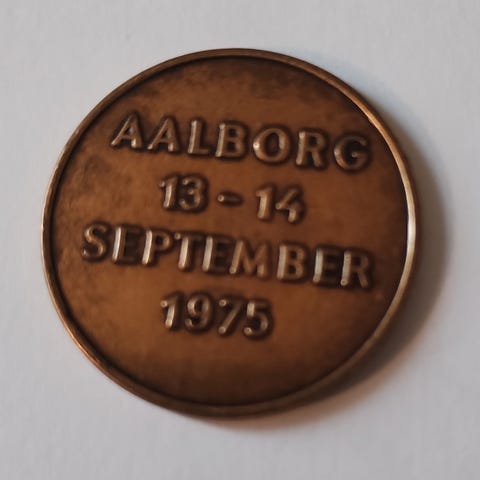 AALBORG
13 - 14
SEPTEMBER
1975